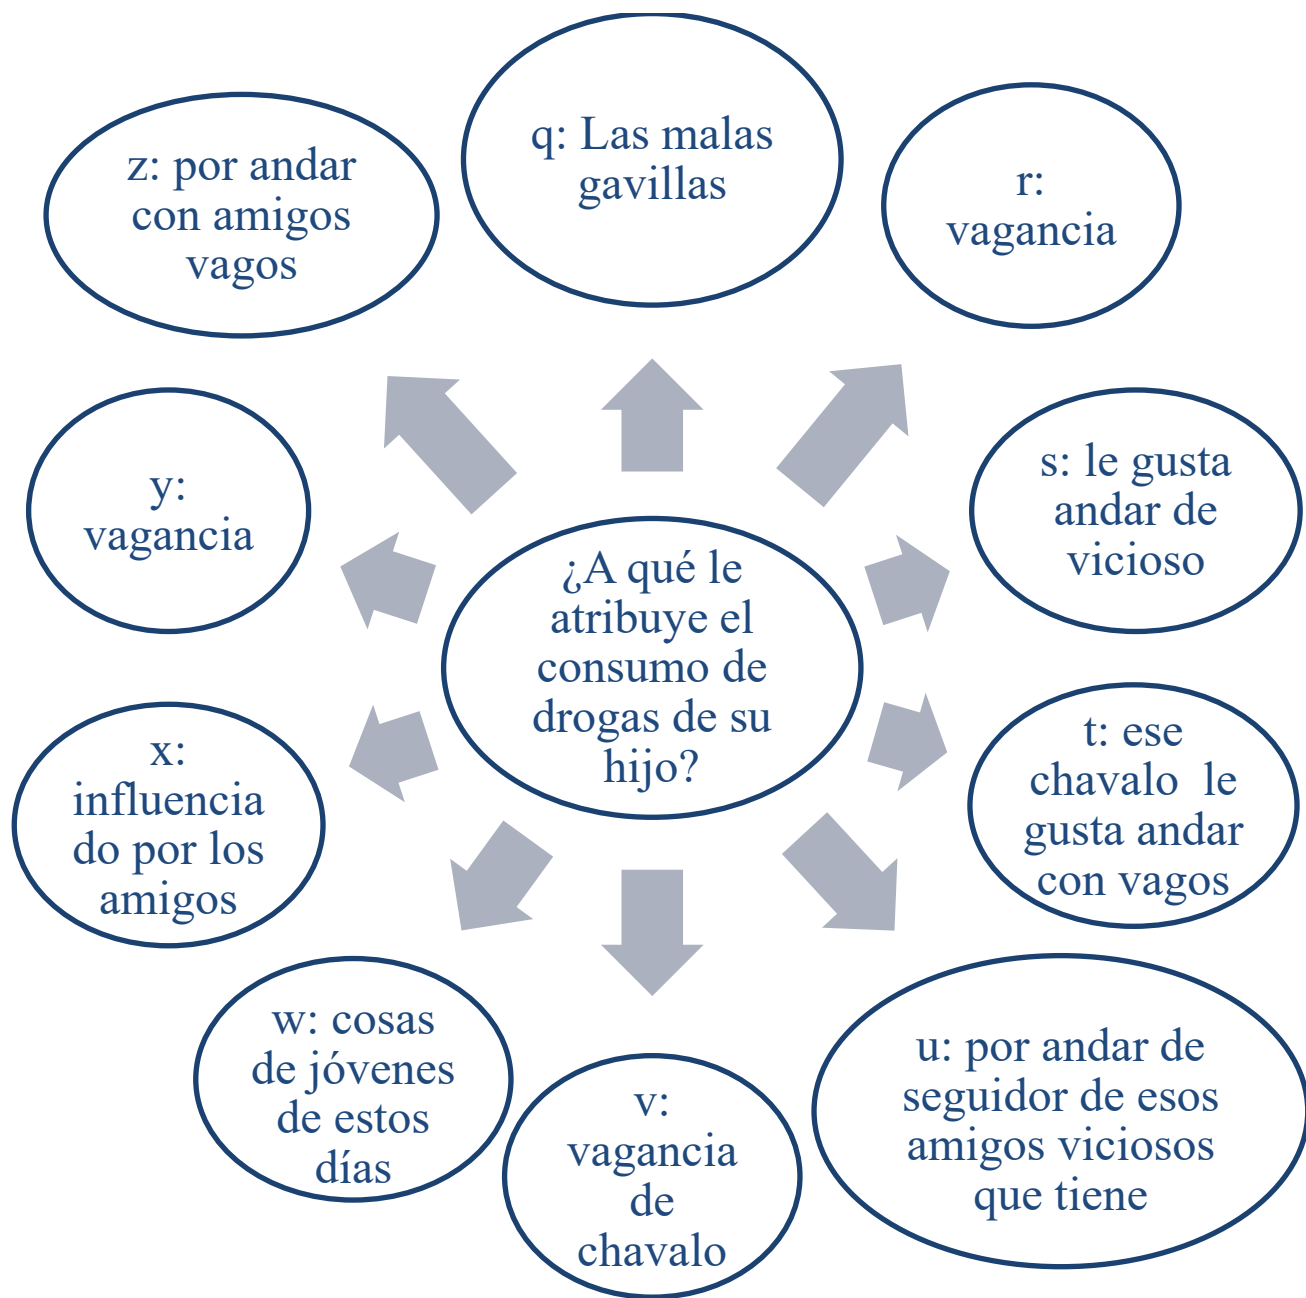 q: Las malas
gavillas
r:
vagancia
s: le gusta
andar de
vicioso
t: ese
chavalo  le
gusta andar
con vagos
u: por andar de
seguidor de esos
amigos viciosos
que tiene
v:
vagancia
de
chavalo
w: cosas
de jóvenes
de estos
días
x:
influencia
do por los
amigos
y:
vagancia
z: por andar
con amigos
vagos
¿A qué le
atribuye el
consumo de
drogas de su
hijo?